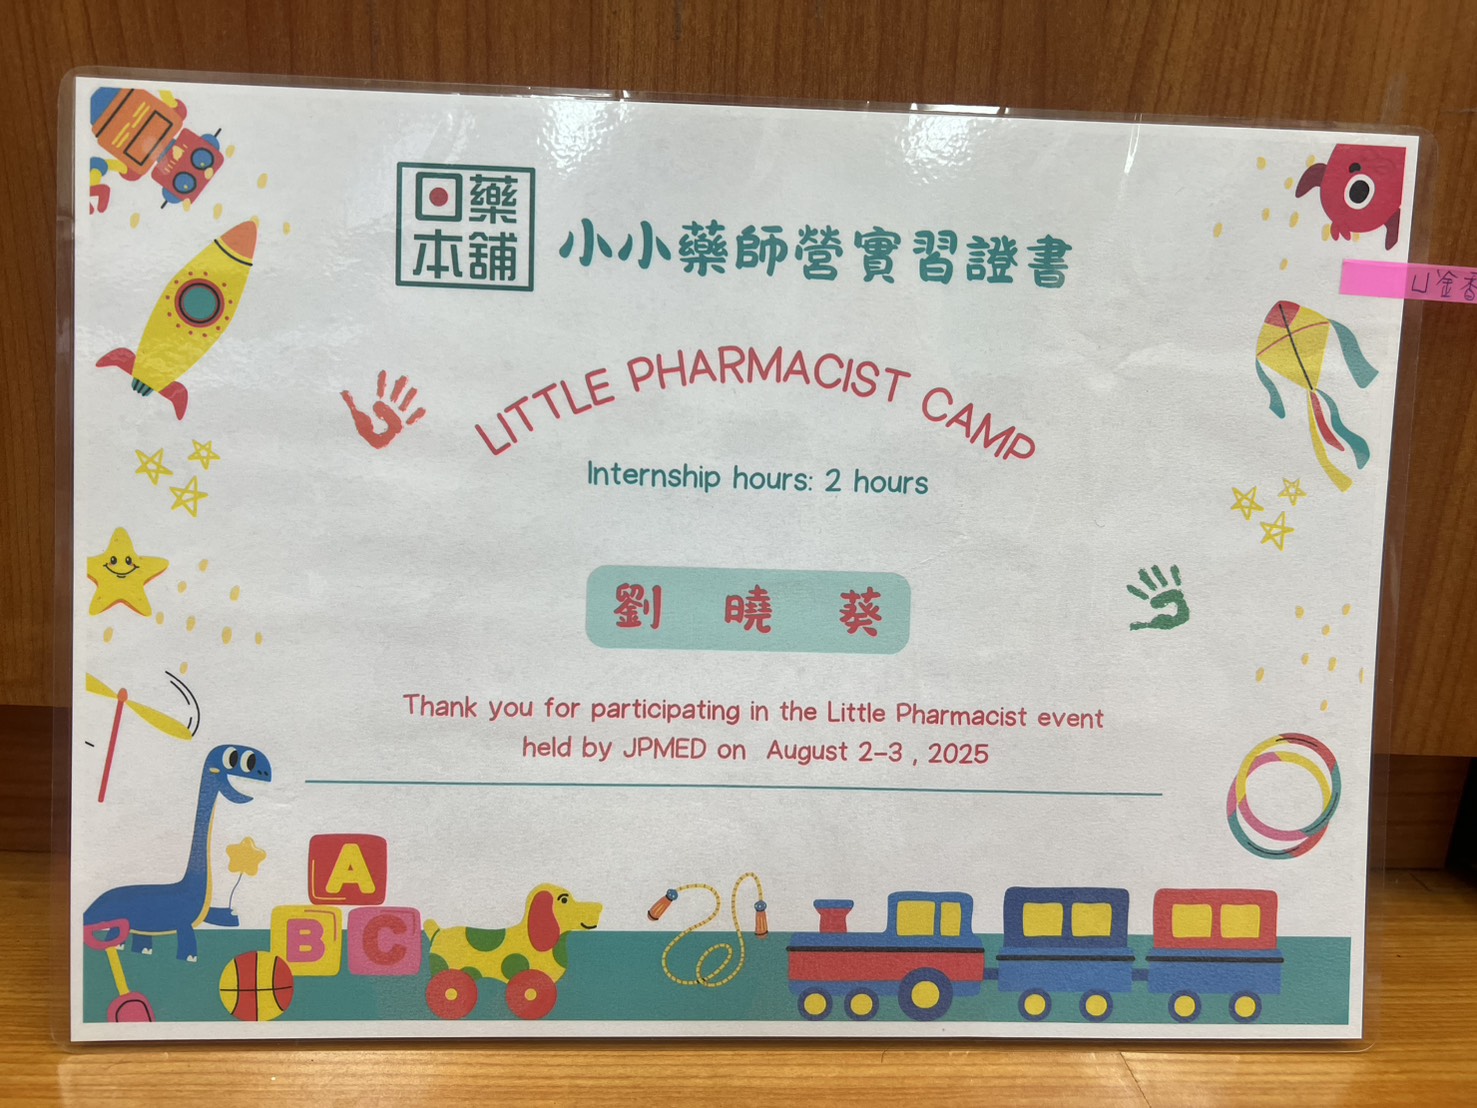 日藥
本舖
小小藥師營實習證書
LITTLE PHARMACIST CAMP
Internship hours: 2 hours
劉 曉 葵
Thank you for participating in the Little Pharmacist event
held by JPMED on August 2-3 , 2025
A
B C